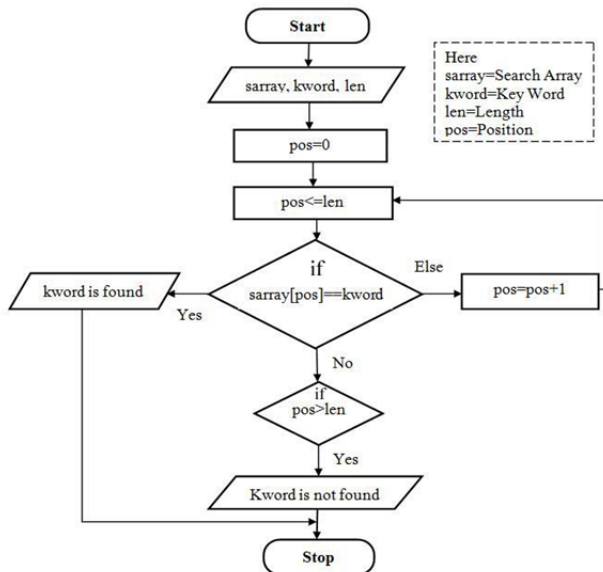 Start
Here
sarray=Search Array
kword=Key Word
len=Length
pos=Position
sarray, kword, len
pos=0
pos<=len
if
sarray[pos]==kword
Else
pos=pos+1
kword is found
Yes
No
if
pos>len
Yes
Kword is not found
Stop